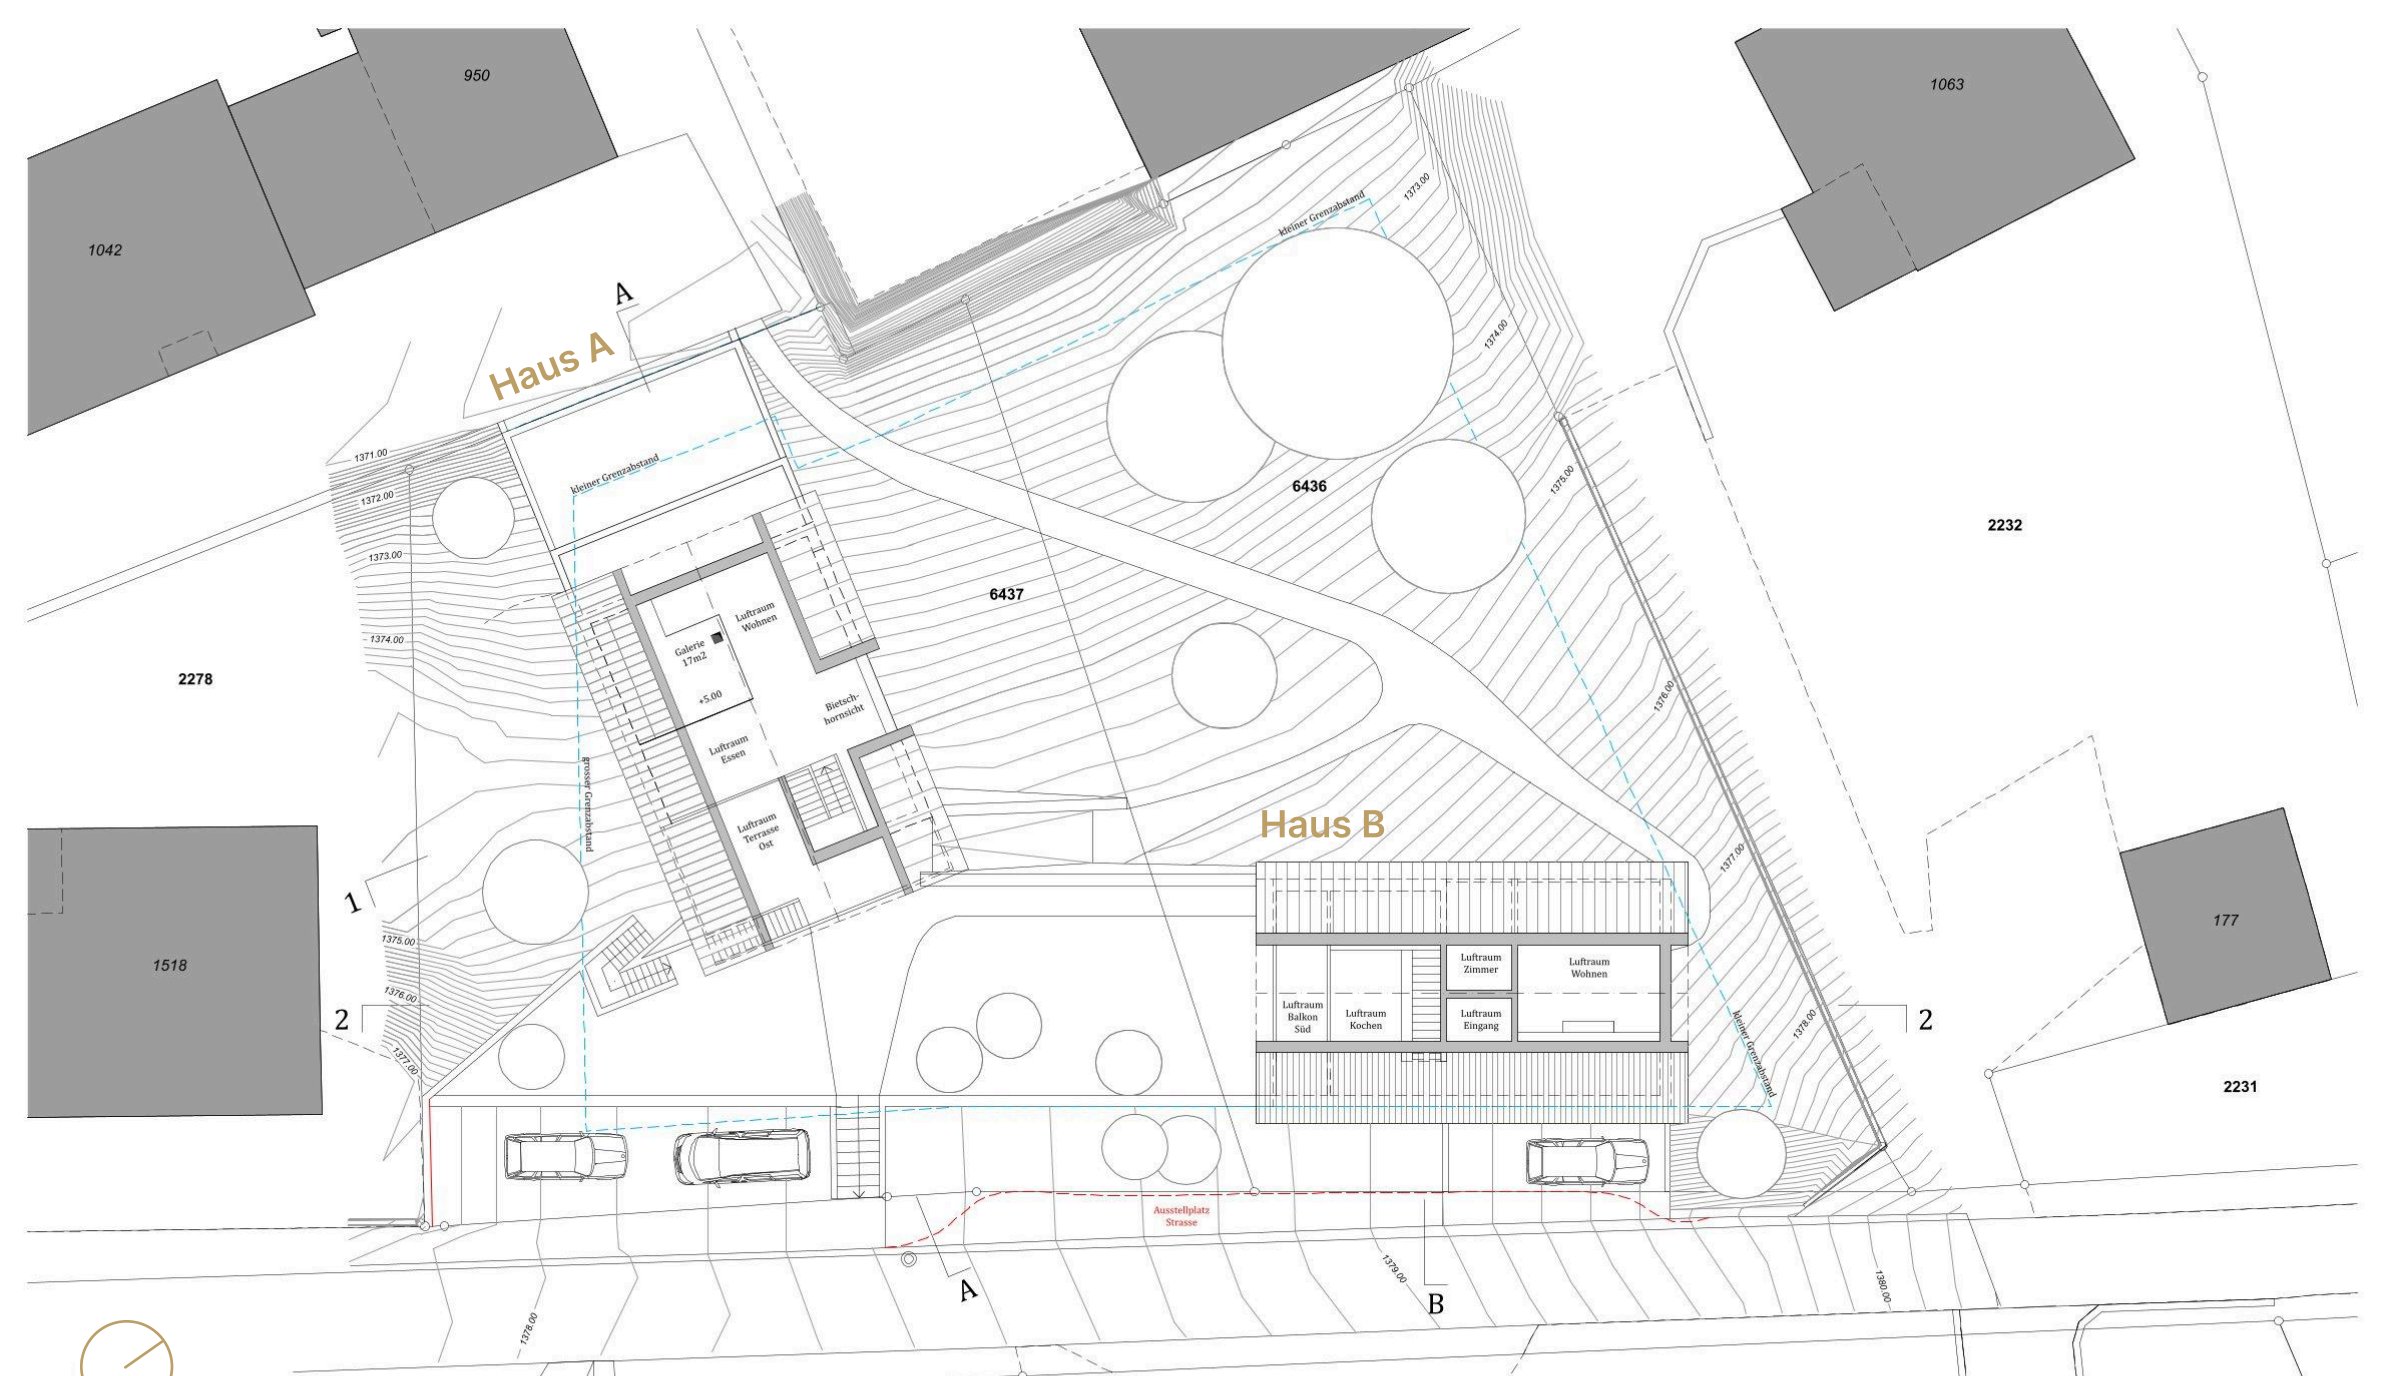 950
1063
1042
kleiner Grenzabstand
1373.00
A
Haus A
1374.00
1371.00
kleiner Grenzabstand
1372.00
1375.00
6436
2232
1373.00
6437
Luftraum
Wohnen
Galerie
17m2
1374.00
+5.00
2278
1376.00
Bietsch-
hornsicht
Luftraum
Essen
grosser Grenzabstand
Luftraum
Terrasse
Ost
Haus B
1377.00
1
177
1375.00
1518
Luftraum
Zimmer
Luftraum
Wohnen
1376.00
2
Luftraum
Balkon
Süd
Luftraum
Kochen
Luftraum
Eingang
kleiner Grenzabstand
1378.00
2
1377.00
2231
Ausstellplatz
Strasse
1379.00
A
B
1380.00
1378.00